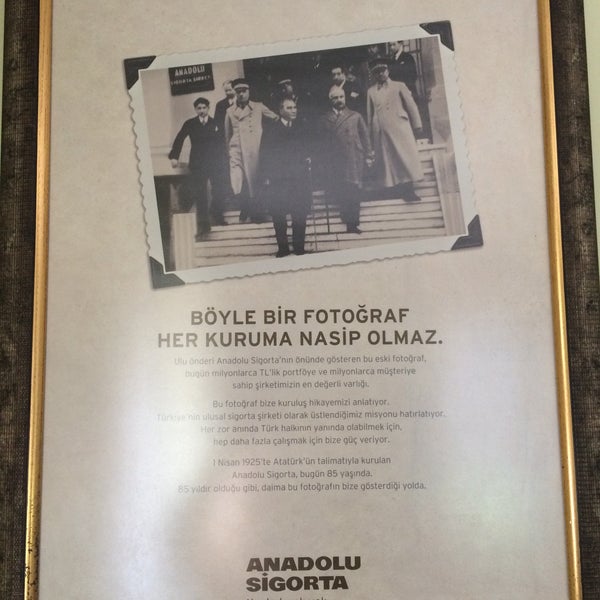 ANADOLU
SİGORTA ŞİRKETİ
BÖYLE BİR FOTOĞRAF
HER KURUMA NASİP OLMAZ.
Ulu önderi Anadolu Sigorta'nın önünde gösteren bu eski fotoğraf,
bugün milyonlarca TL'lik portföye ve milyonlarca müşteriye
sahip şirketimizin en değerli varlığı.
Bu fotoğraf bize kuruluş hikayemizi anlatıyor.
Türkiye'nin ulusal sigorta şirketi olarak üstlendiğimiz misyonu hatırlatıyor.
Her zor anında Türk halkının yanında olabilmek için,
hep daha fazla çalışmak için bize güç veriyor.
1 Nisan 1925'te Atatürk'ün talimatıyla kurulan
Anadolu Sigorta, bugün 85 yaşında.
85 yıldır olduğu gibi, daima bu fotoğrafın bize gösterdiği yolda.
ANADOLU
SİGORTA